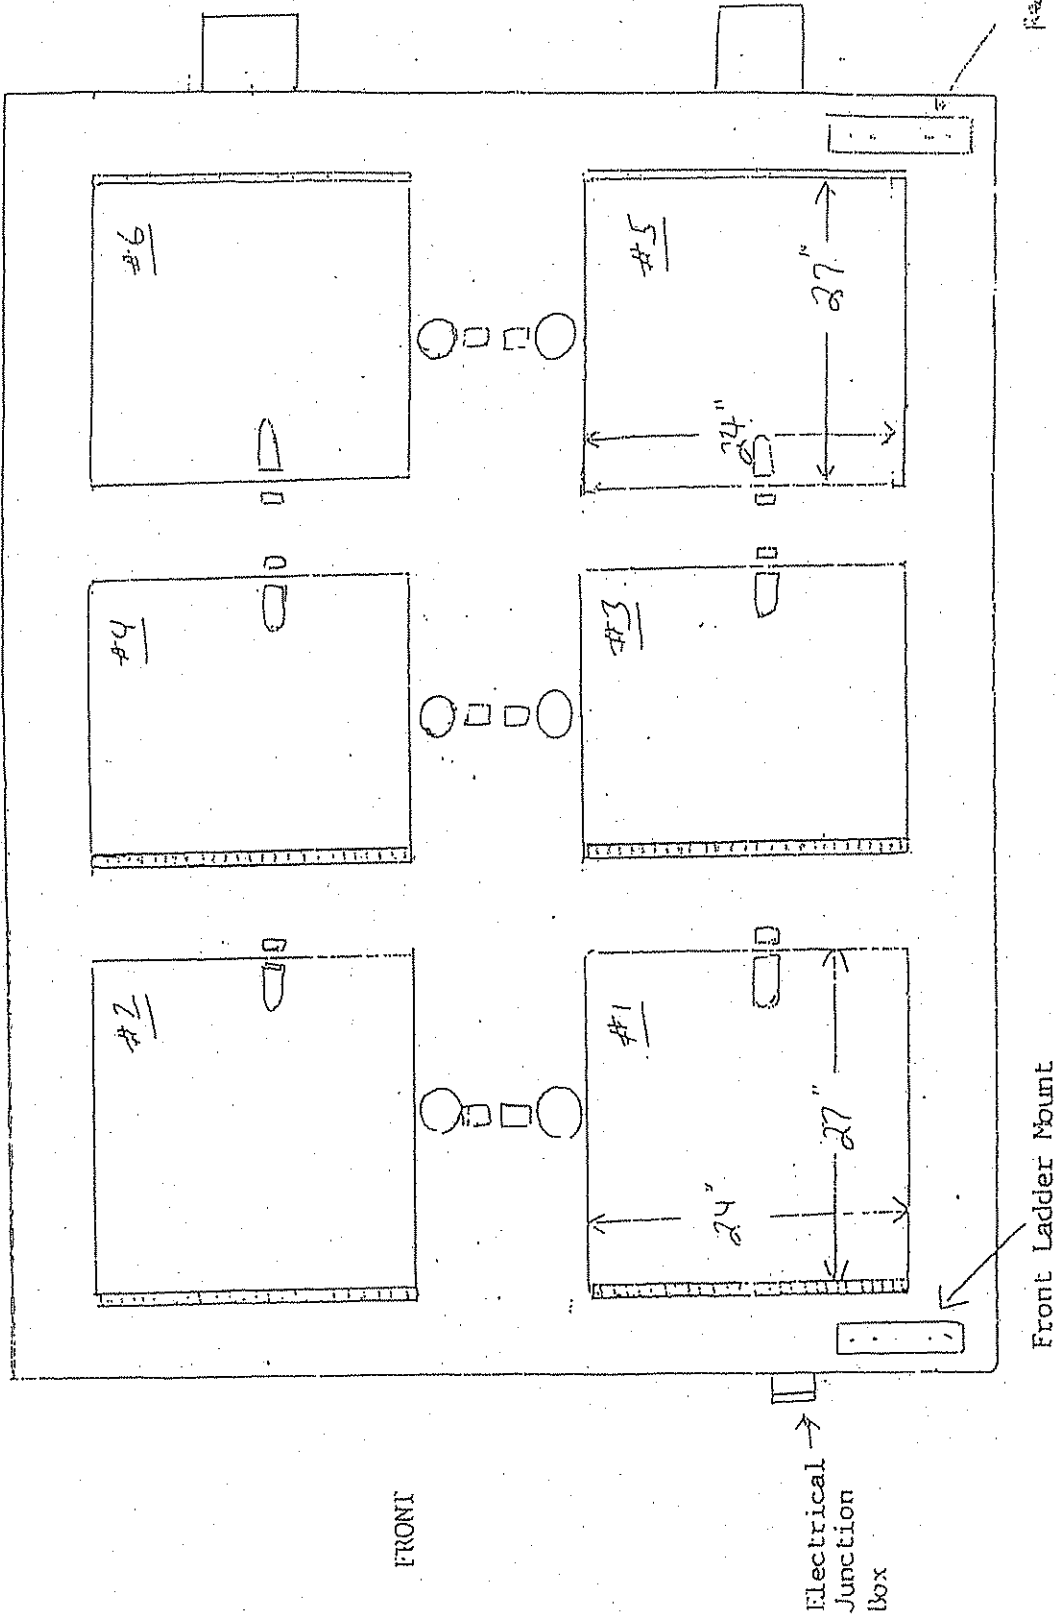 FRONT
Electrical →
Junction
Box
Front Ladder Mount
#2
#4
#6
#1
#3
#5
24"
27"
24"
27"